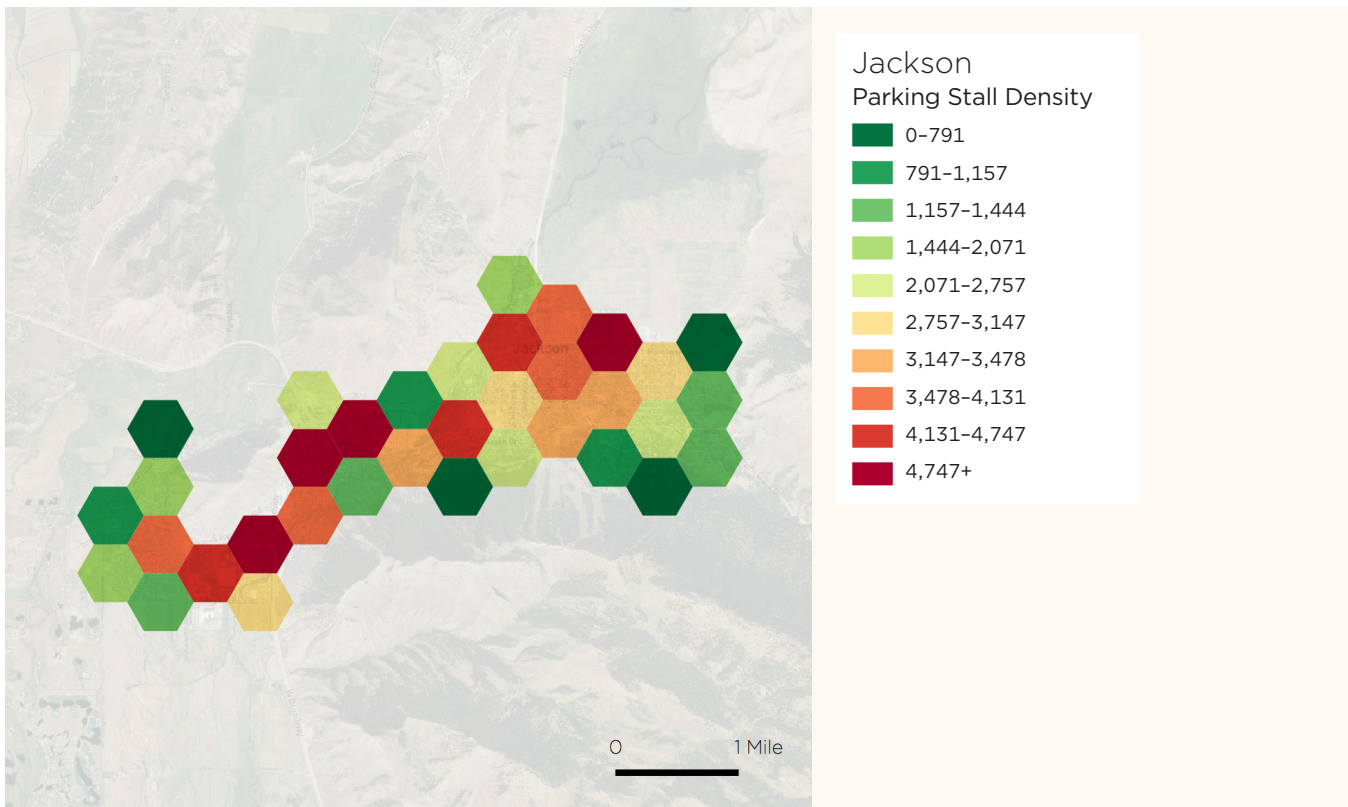 Jackson
Parking Stall Density
0–791
791–1,157
1,157–1,444
1,444–2,071
2,071–2,757
2,757–3,147
3,147–3,478
3,478–4,131
4,131–4,747
4,747+
Jackson
0 1 Mile